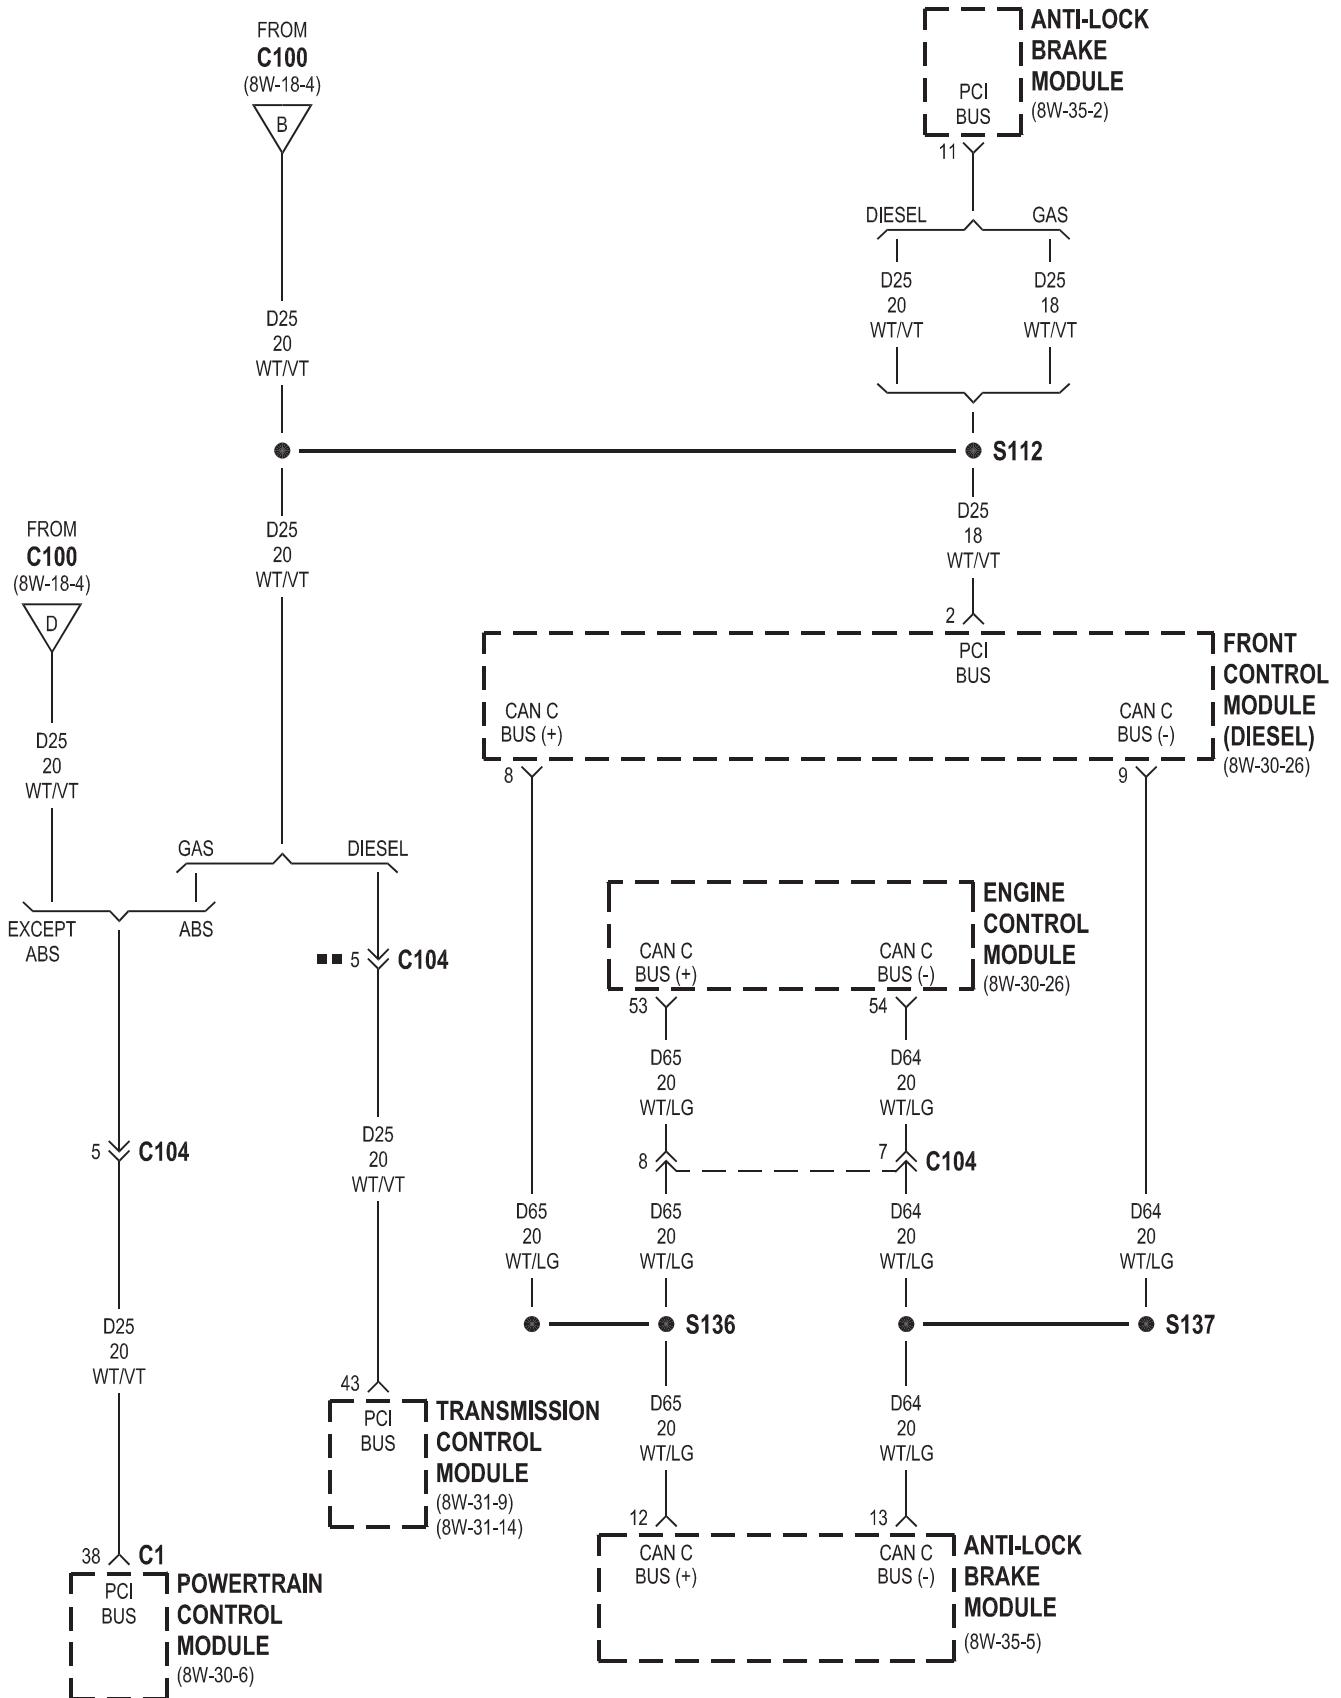 FROM
C100
(8W-18-4)
B
ANTI-LOCK
BRAKE
MODULE
(8W-35-2)
PCI
BUS
11
DIESEL
GAS
D25
20
WT/VT
D25
18
WT/VT
D25
20
WT/VT
S112
D25
20
WT/VT
D25
18
WT/VT
FROM
C100
(8W-18-4)
D
2
PCI
BUS
FRONT
CONTROL
MODULE
(DIESEL)
(8W-30-26)
CAN C
BUS (+)
CAN C
BUS (-)
8
9
D25
20
WT/VT
GAS
DIESEL
EXCEPT
ABS
ABS
5
C104
ENGINE
CONTROL
MODULE
(8W-30-26)
CAN C
BUS (+)
CAN C
BUS (-)
53
54
D65
20
WT/LG
D64
20
WT/LG
5
C104
D25
20
WT/VT
8
7
C104
D65
20
WT/LG
D65
20
WT/LG
D64
20
WT/LG
D64
20
WT/LG
S136
S137
D25
20
WT/VT
43
PCI
BUS
TRANSMISSION
CONTROL
MODULE
(8W-31-9)
(8W-31-14)
D65
20
WT/LG
D64
20
WT/LG
12
13
CAN C
BUS (+)
CAN C
BUS (-)
ANTI-LOCK
BRAKE
MODULE
(8W-35-5)
38
C1
PCI
BUS
POWERTRAIN
CONTROL
MODULE
(8W-30-6)